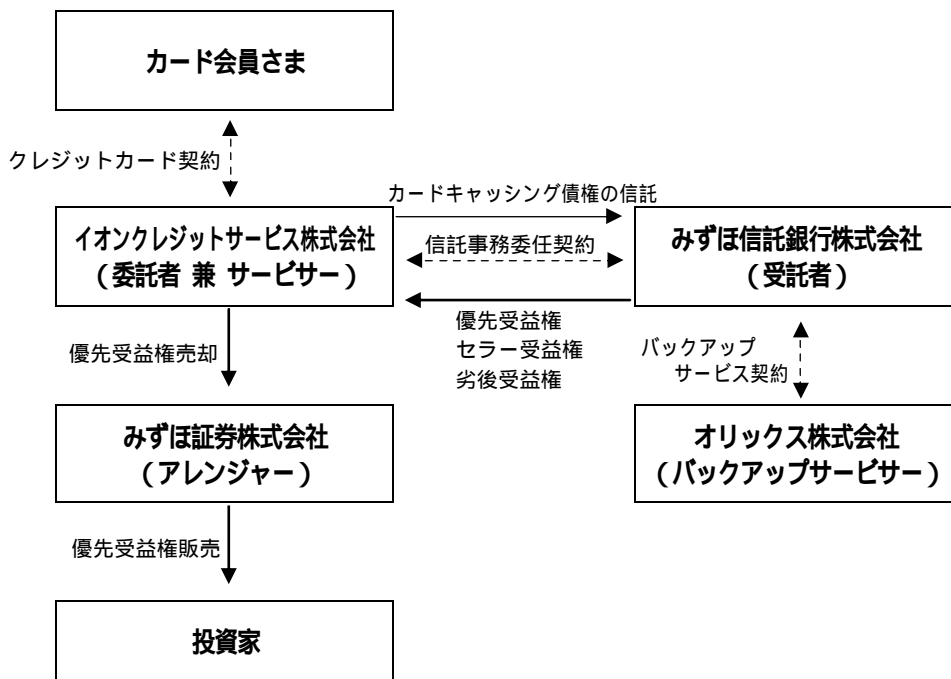 カード会員さま
クレジットカード契約
カードキャッシング債権の信託
イオンクレジットサービス株式会社
（委託者 兼 サービサー）
信託事務委任契約
みずほ信託銀行株式会社
（受託者）
優先受益権
セラー受益権
劣後受益権
優先受益権売却
バックアップ
サービス契約
みずほ証券株式会社
（アレンジャー）
オリックス株式会社
（バックアップサービサー）
優先受益権販売
投資家